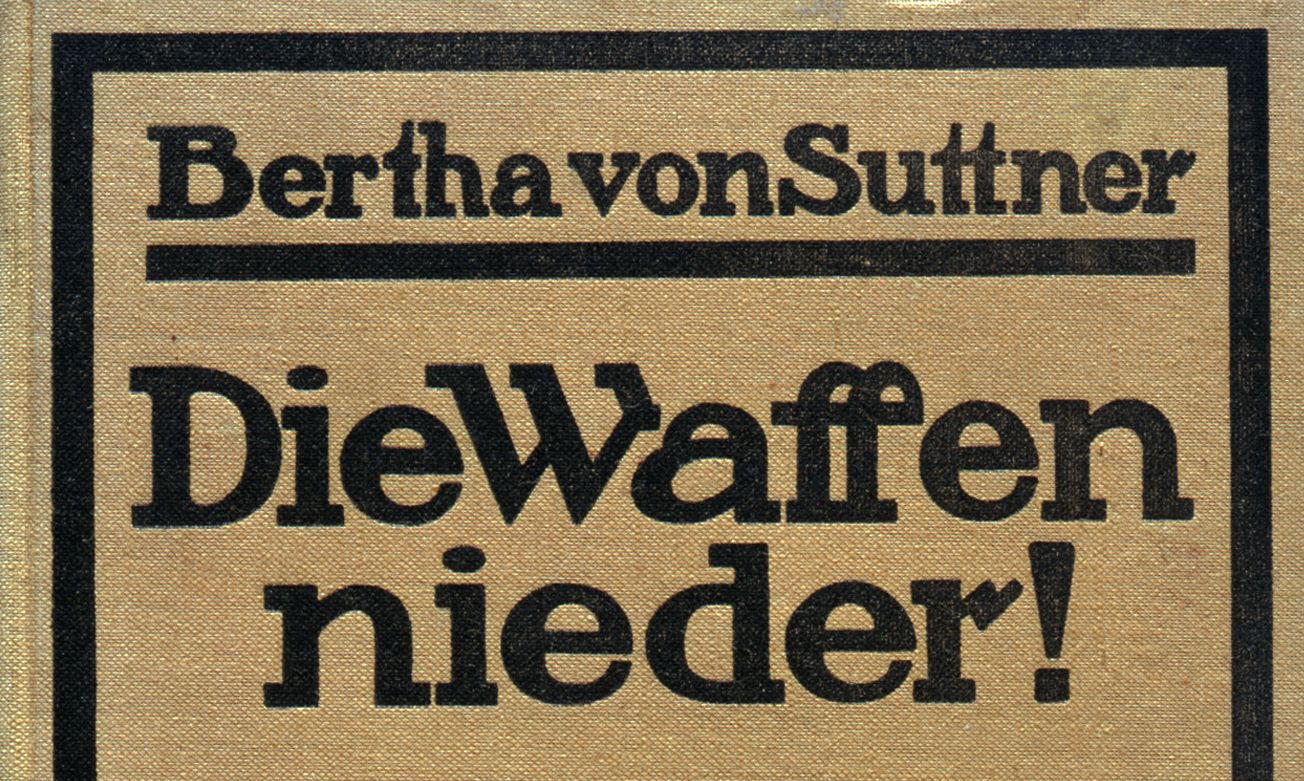 Bertha von Suttner
Die Waffen
nieder!